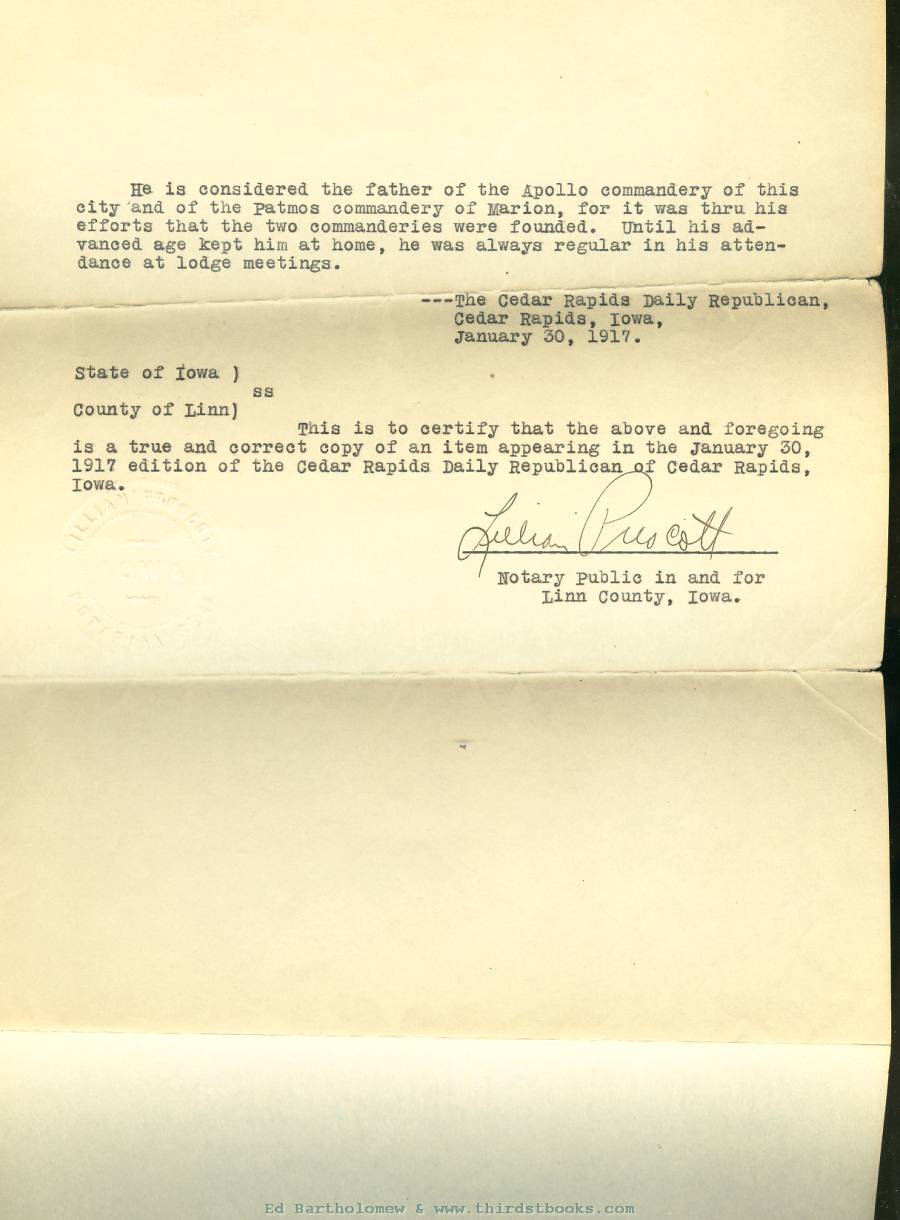 He is considered the father of the Apollo commandery of this
city and of the Patmos commandery of Marion, for it was thru his
efforts that the two commanderies were founded.  Until his ad-
vanced age kept him at home, he was always regular in his atten-
dance at lodge meetings.
---The Cedar Rapids Daily Republican,
Cedar Rapids, Iowa,
January 30, 1917.
State of Iowa )
ss
County of Linn)
This is to certify that the above and foregoing
is a true and correct copy of an item appearing in the January 30,
1917 edition of the Cedar Rapids Daily Republican of Cedar Rapids,
Iowa.
LILLIAN PRESCOTT
IOWA
Lillian Prescott
Notary Public in and for
Linn County, Iowa.
Ed Bartholomew & www.thirdstbooks.com